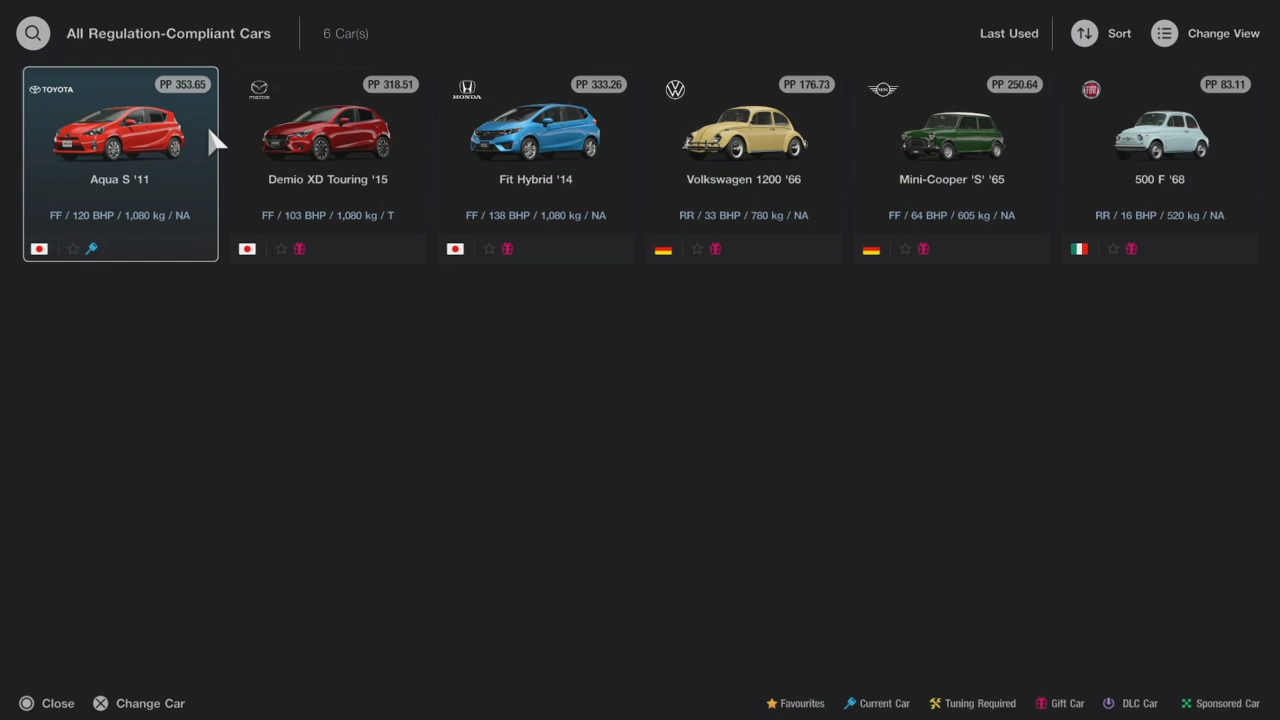 All Regulation-Compliant Cars
6 Car(s)
Last Used
Sort
Change View
TOYOTA
PP 353.65
Aqua S '11
FF / 120 BHP / 1,080 kg / NA
mazda
PP 318.51
Demio XD Touring '15
FF / 103 BHP / 1,080 kg / T
HONDA
PP 333.26
Fit Hybrid '14
FF / 138 BHP / 1,080 kg / NA
PP 176.73
Volkswagen 1200 '66
RR / 33 BHP / 780 kg / NA
PP 250.64
Mini-Cooper 'S' '65
FF / 64 BHP / 605 kg / NA
FIAT
PP 83.11
500 F '68
RR / 16 BHP / 520 kg / NA
Close
Change Car
Favourites
Current Car
Tuning Required
Gift Car
DLC Car
Sponsored Car